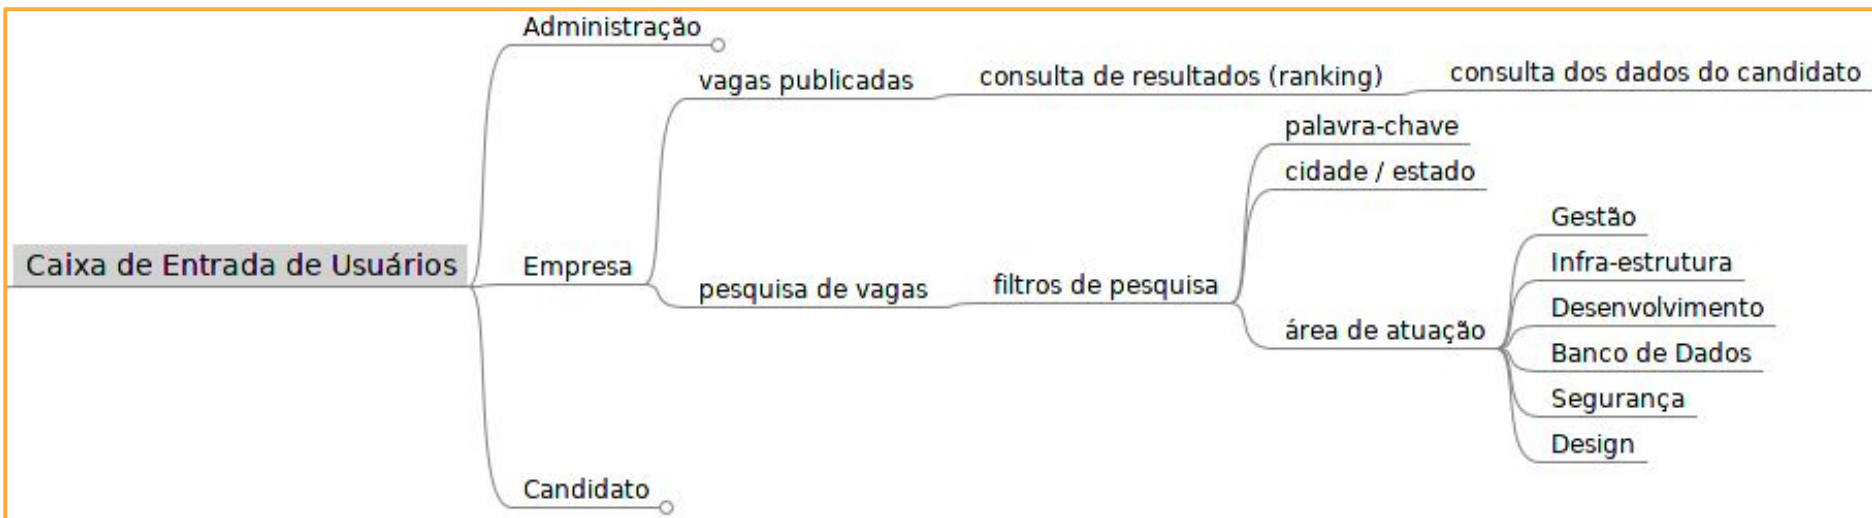 Administração
vagas publicadas
consulta de resultados (ranking)
consulta dos dados do candidato
palavra-chave
cidade / estado
Gestão
Caixa de Entrada de Usuários
Empresa
Infra-estrutura
pesquisa de vagas
filtros de pesquisa
Desenvolvimento
área de atuação
Banco de Dados
Segurança
Design
Candidato